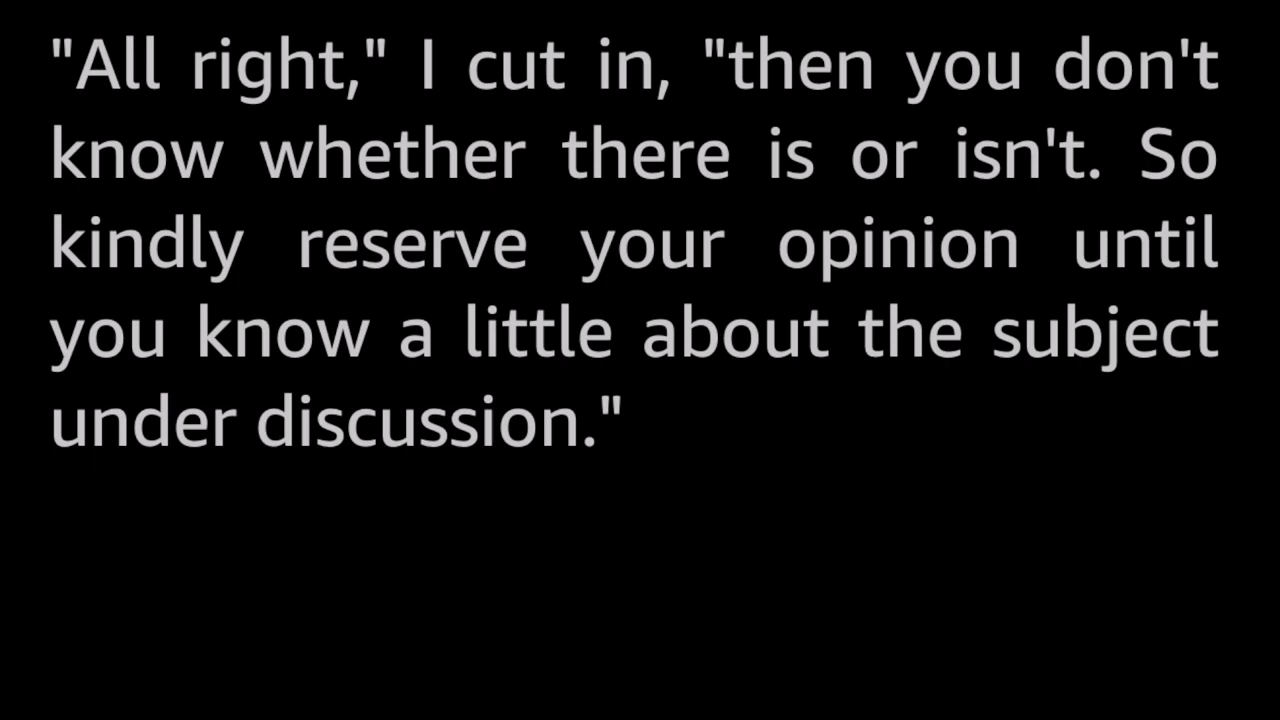 "All right," I cut in, "then you don't
know whether there is or isn't. So
kindly reserve your opinion until
you know a little about the subject
under discussion."